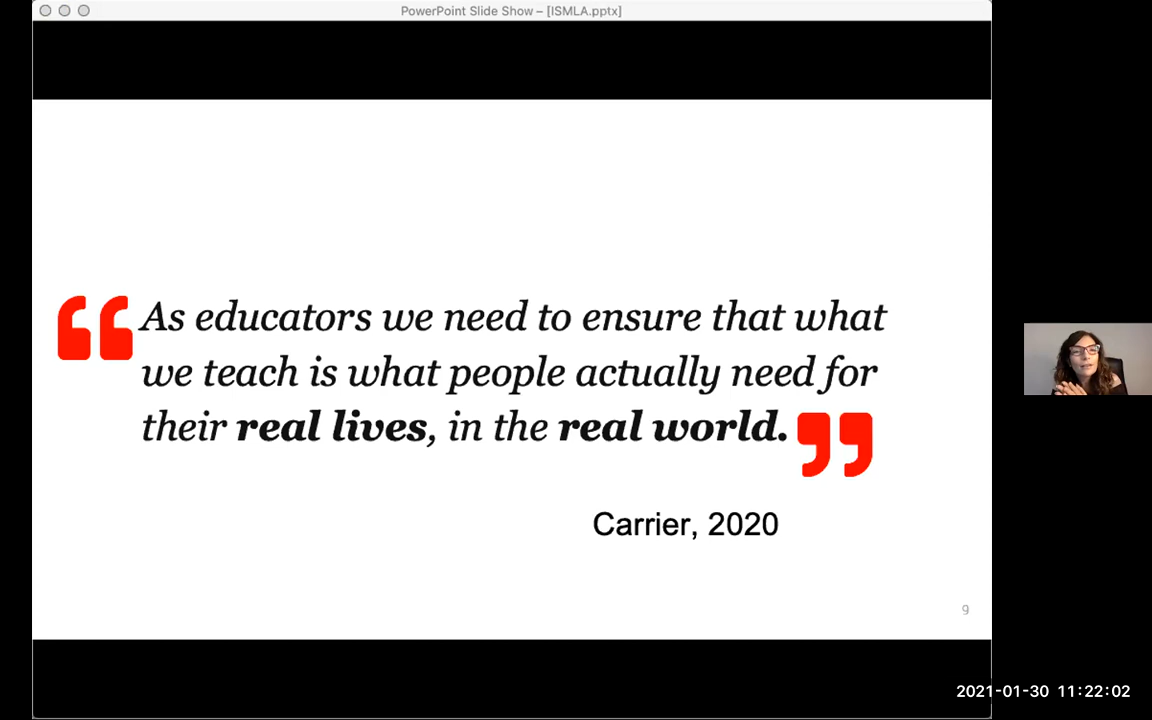 PowerPoint Slide Show – [ISMLA.pptx]
“As educators we need to ensure that what
we teach is what people actually need for
their real lives, in the real world.”
Carrier, 2020
9
2021-01-30 11:22:02